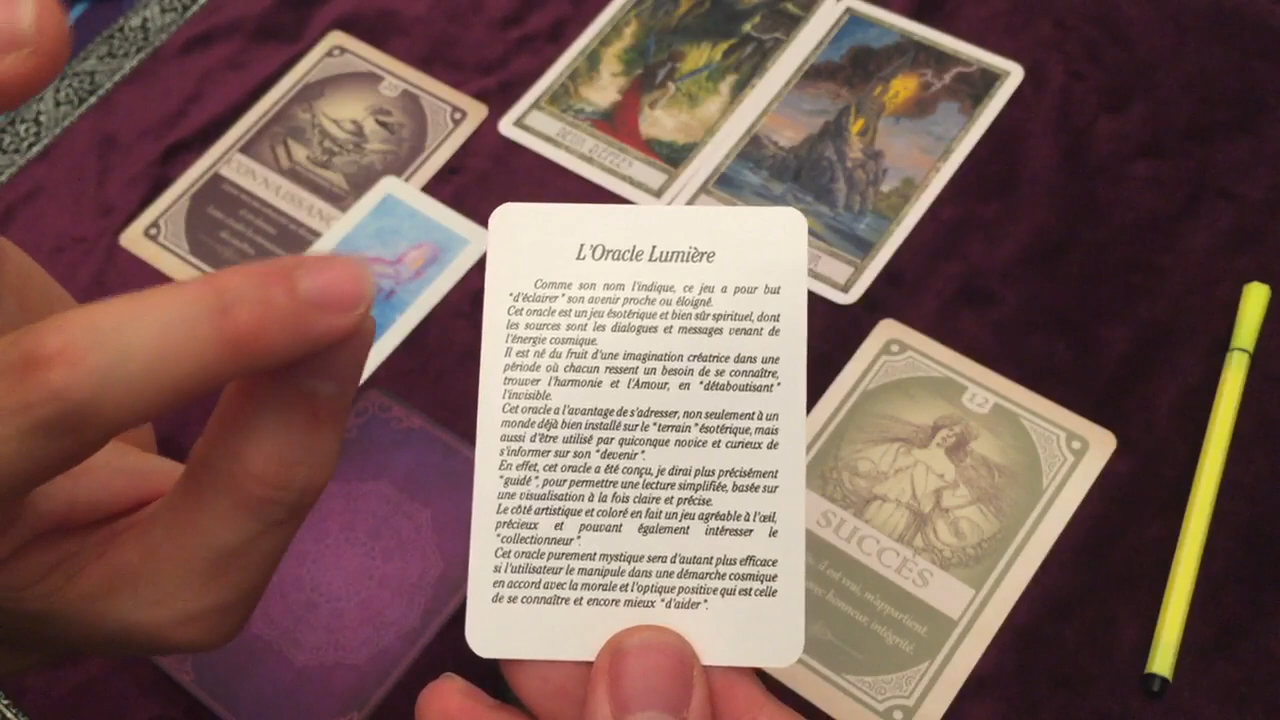 28
CONNAISSANC
L'Oracle Lumière
Comme son nom l'indique, ce jeu a pour but
"d'éclairer" son avenir proche ou éloigné.
Cet oracle est un jeu ésotérique et bien sûr spirituel, dont
les sources sont les dialogues et messages venant de
l'énergie cosmique.
Il est né du fruit d'une imagination créatrice dans une
période où chacun ressent un besoin de se connaître,
trouver l'harmonie et l'Amour, en "détaboutisant"
l'invisible.
Cet oracle a l'avantage de s'adresser, non seulement à un
monde déjà bien installé sur le "terrain "ésotérique, mais
aussi d'être utilisé par quiconque novice et curieux de
s'informer sur son "devenir".
En effet, cet oracle a été conçu, je dirai plus précisément
"guidé", pour permettre une lecture simplifiée, basée sur
une visualisation à la fois claire et précise.
Le côté artistique et coloré en fait un jeu agréable à l'œil,
précieux et pouvant également intéresser le
"collectionneur".
Cet oracle purement mystique sera d'autant plus efficace
si l'utilisateur le manipule dans une démarche cosmique
en accord avec la morale et l'optique positive qui est celle
de se connaître et encore mieux "d'aider".
12
SUCCÈS
il est vrai, m'appartient.
avec honneur, intégrité.